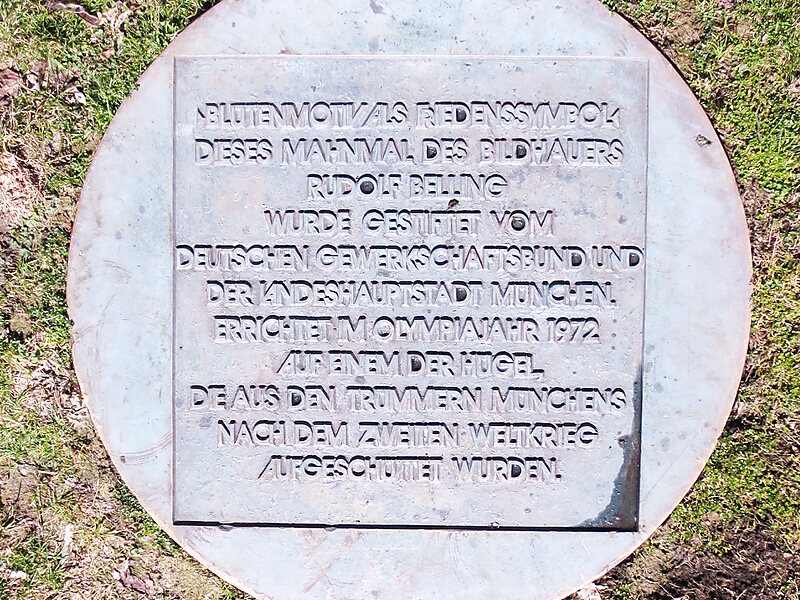 ›BLÜTENMOTIV ALS FRIEDENSSYMBOL‹
DIESES MAHNMAL DES BILDHAUERS
RUDOLF BELLING
WURDE GESTIFTET VOM
DEUTSCHEN GEWERKSCHAFTSBUND UND
DER LANDESHAUPTSTADT MÜNCHEN.
ERRICHTET IM OLYMPIAJAHR 1972
AUF EINEM DER HÜGEL,
DIE AUS DEN TRÜMMERN MÜNCHENS
NACH DEM ZWEITEN WELTKRIEG
AUFGESCHÜTTET WURDEN.